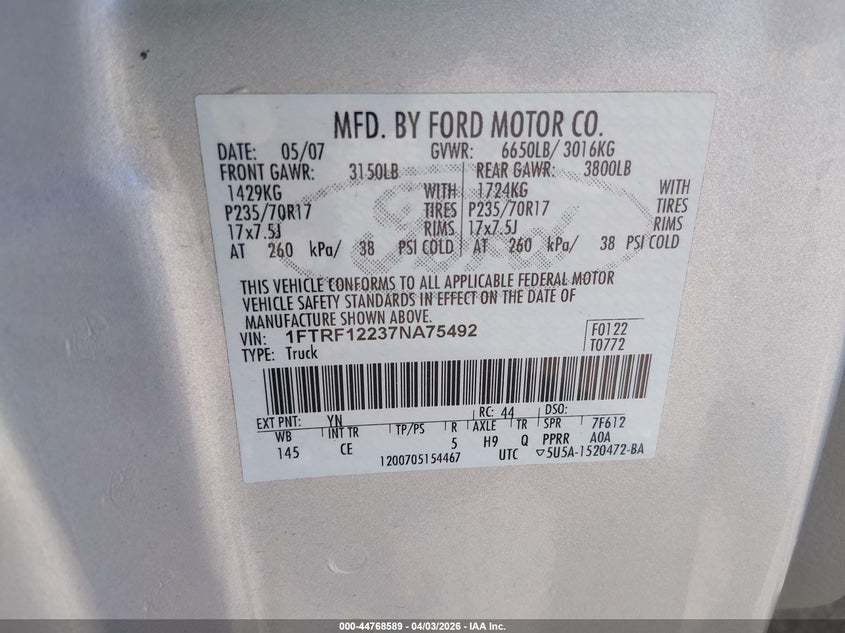 MFD. BY FORD MOTOR CO.
DATE: 05/07 GVWR: 6650LB/ 3016KG
FRONT GAWR: 3150LB REAR GAWR: 3800LB
1429KG WITH 1724KG WITH
P235/70R17 TIRES P235/70R17 TIRES
17x7.5J RIMS 17x7.5J RIMS
AT 260 kPa/ 38 PSI COLD AT 260 kPa/ 38 PSI COLD
THIS VEHICLE CONFORMS TO ALL APPLICABLE FEDERAL MOTOR
VEHICLE SAFETY STANDARDS IN EFFECT ON THE DATE OF
MANUFACTURE SHOWN ABOVE.
VIN: 1FTRF12237NA75492 F0122
TYPE: Truck T0772
EXT PNT: YN RC: 44 DSO:
WB INT TR TP/PS R AXLE TR SPR 7F612
145 CE 5 H9 Q PPRR A0A
1200705154467 UTC ▽5U5A-1520472-BA
Ford
000-44768589 - 04/03/2026 - IAA Inc.